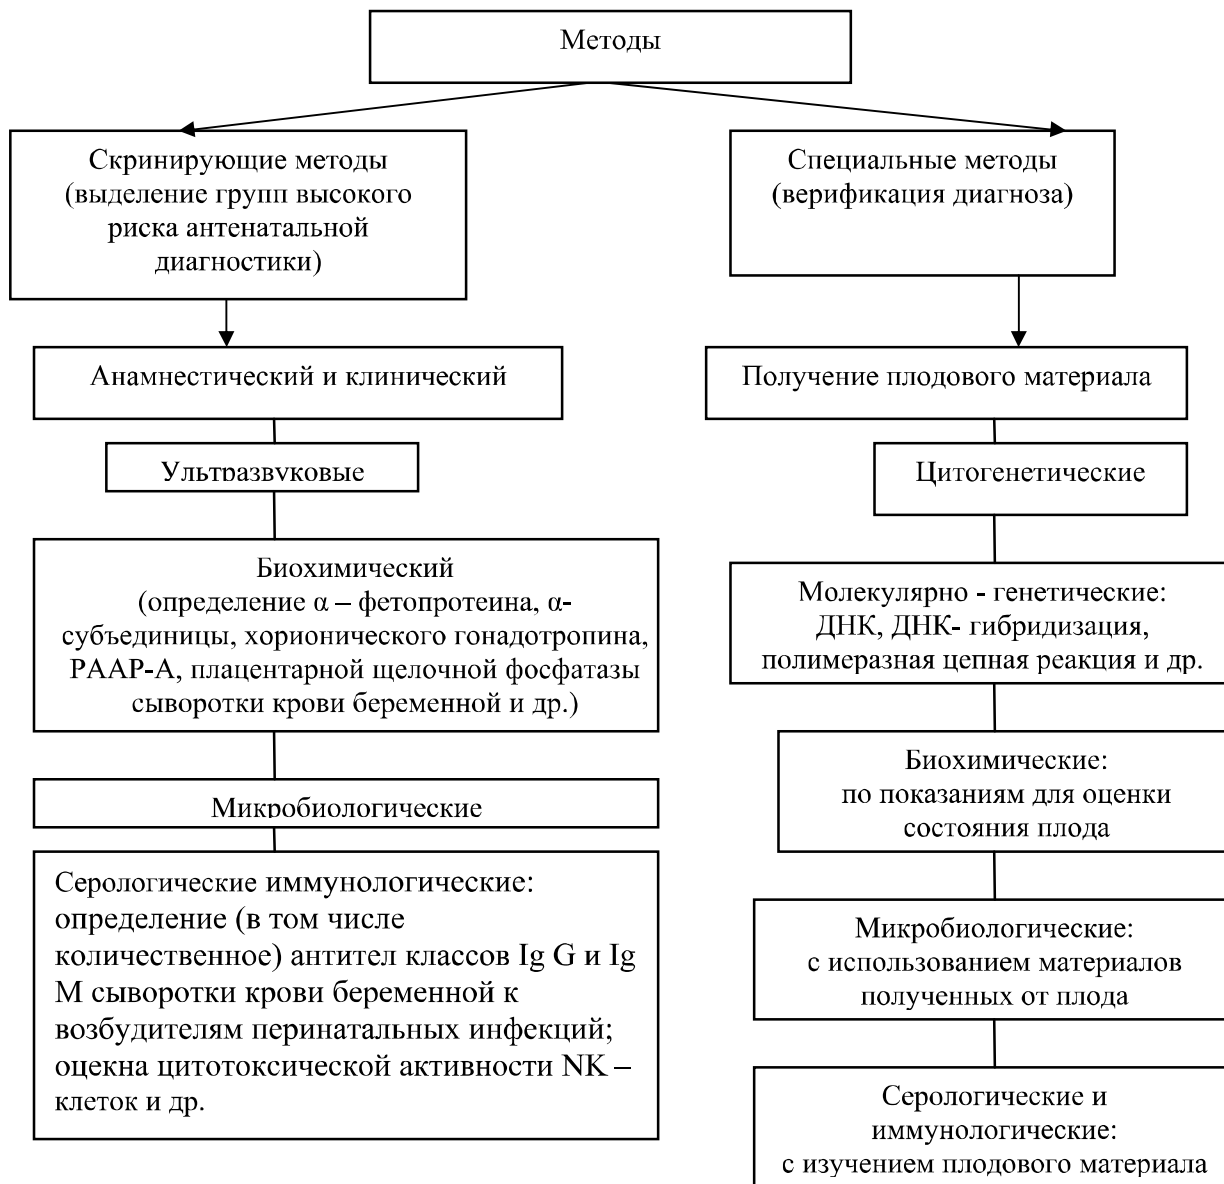 Методы
Скринирующие методы
(выделение групп высокого
риска антенатальной
диагностики)
Специальные методы
(верификация диагноза)
Анамнестический и клинический
Получение плодового материала
Ультразвуковые
Цитогенетические
Биохимический
(определение α – фетопротеина, α-
субъединицы, хорионического гонадотропина,
РААР-А, плацентарной щелочной фосфатазы
сыворотки крови беременной и др.)
Молекулярно - генетические:
ДНК, ДНК- гибридизация,
полимеразная цепная реакция и др.
Биохимические:
по показаниям для оценки
состояния плода
Микробиологические
Серологические иммунологические:
определение (в том числе
количественное) антител классов Ig G и Ig
M сыворотки крови беременной к
возбудителям перинатальных инфекций;
оцекна цитотоксической активности NK –
клеток и др.
Микробиологические:
с использованием материалов
полученных от плода
Серологические и
иммунологические:
с изучением плодового материала